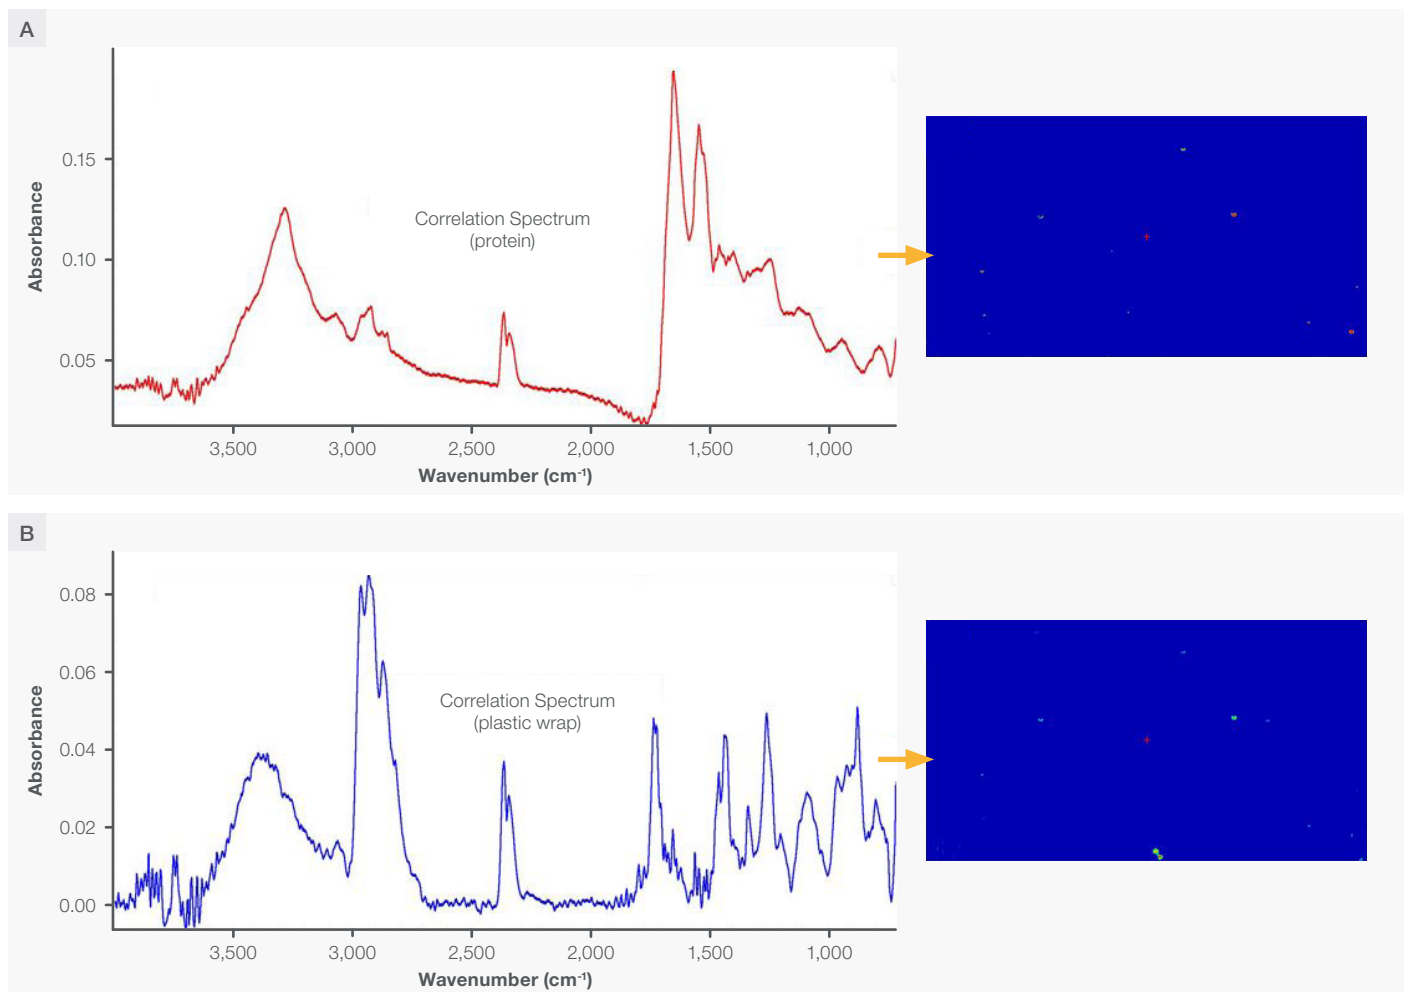 A
0.15
0.10
0.05
Absorbance
Correlation Spectrum
(protein)
3,500 3,000 2,500 2,000 1,500 1,000
Wavenumber (cm⁻¹)
B
0.08
0.06
0.04
0.02
0.00
Absorbance
Correlation Spectrum
(plastic wrap)
3,500 3,000 2,500 2,000 1,500 1,000
Wavenumber (cm⁻¹)